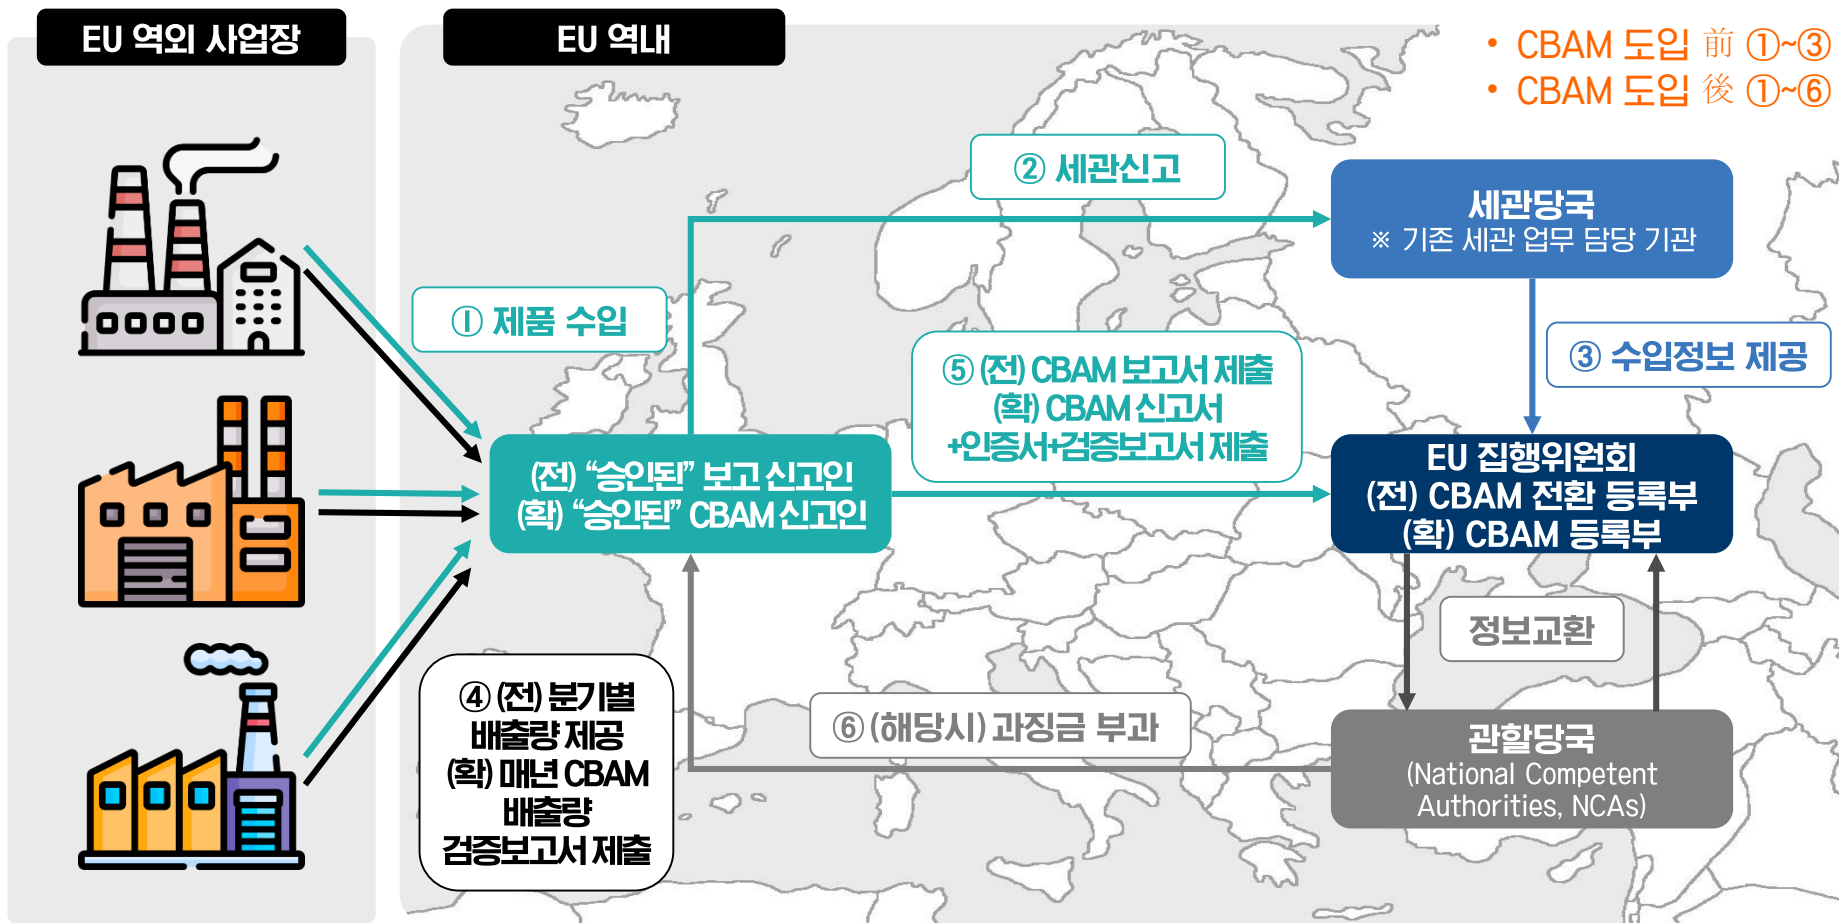 EU 역외 사업장
EU 역내
• CBAM 도입 前 ①~③
• CBAM 도입 後 ①~⑥
② 세관신고
세관당국
※ 기존 세관 업무 담당 기관
① 제품 수입
③ 수입정보 제공
⑤ (전) CBAM 보고서 제출
(확) CBAM 신고서
+인증서+검증보고서 제출
(전) “승인된” 보고 신고인
(확) “승인된” CBAM 신고인
EU 집행위원회
(전) CBAM 전환 등록부
(확) CBAM 등록부
정보교환
④ (전) 분기별
배출량 제공
(확) 매년 CBAM
배출량
검증보고서 제출
⑥ (해당시) 과징금 부과
관할당국
(National Competent
Authorities, NCAs)